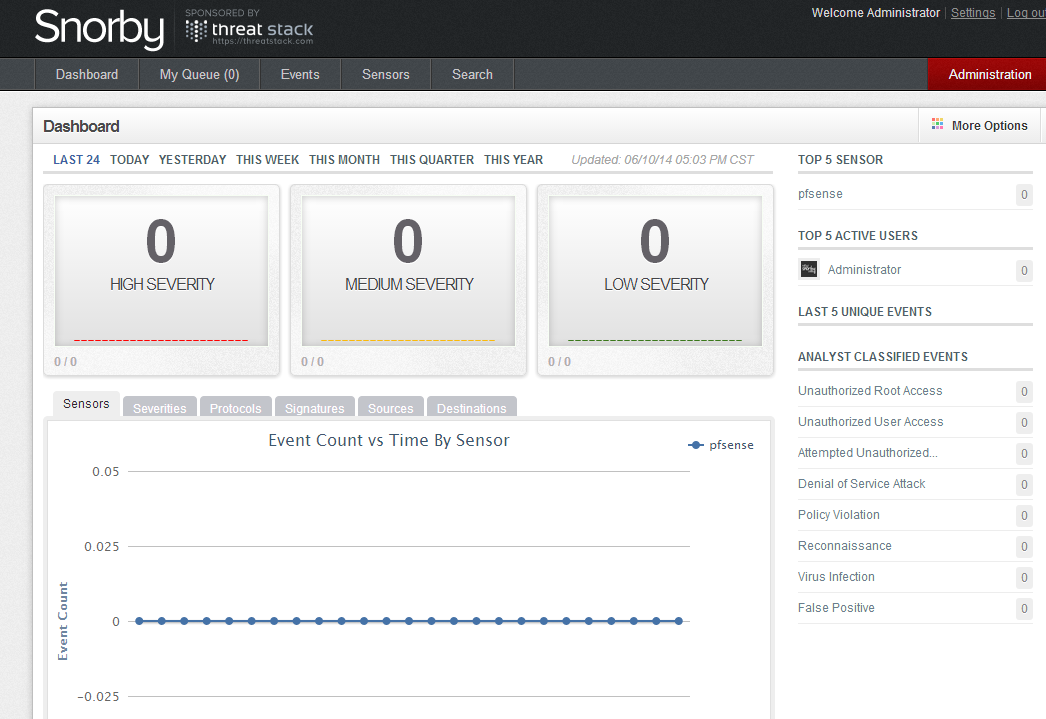 Snorby
SPONSORED BY
threat stack
https://threatstack.com
Welcome Administrator | Settings | Log ou
Dashboard
My Queue (0)
Events
Sensors
Search
Administration
Dashboard
More Options
LAST 24 TODAY YESTERDAY THIS WEEK THIS MONTH THIS QUARTER THIS YEAR
Updated: 06/10/14 05:03 PM CST
0
HIGH SEVERITY
0 / 0
0
MEDIUM SEVERITY
0 / 0
0
LOW SEVERITY
0 / 0
Sensors
Severities
Protocols
Signatures
Sources
Destinations
Event Count vs Time By Sensor
pfsense
0.05
0.025
0
-0.025
Event Count
TOP 5 SENSOR
pfsense 0
TOP 5 ACTIVE USERS
Administrator 0
LAST 5 UNIQUE EVENTS
ANALYST CLASSIFIED EVENTS
Unauthorized Root Access 0
Unauthorized User Access 0
Attempted Unauthorized... 0
Denial of Service Attack 0
Policy Violation 0
Reconnaissance 0
Virus Infection 0
False Positive 0